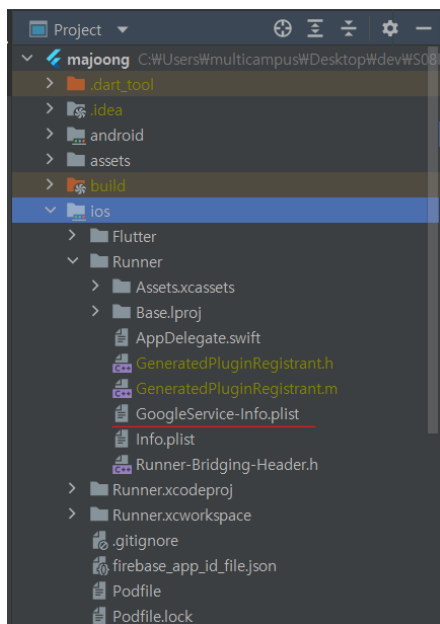 Project
majoong C:₩Users₩multicampus₩Desktop₩dev₩S08
.dart_tool
.idea
android
assets
build
ios
Flutter
Runner
Assets.xcassets
Base.lproj
AppDelegate.swift
GeneratedPluginRegistrant.h
GeneratedPluginRegistrant.m
GoogleService-Info.plist
Info.plist
Runner-Bridging-Header.h
Runner.xcodeproj
Runner.xcworkspace
.gitignore
firebase_app_id_file.json
Podfile
Podfile.lock